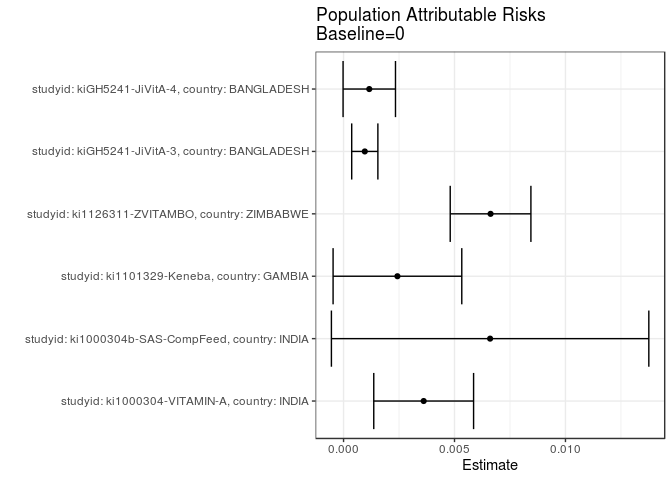 Population Attributable Risks
Baseline=0
studyid: kiGH5241-JiVitA-4, country: BANGLADESH
studyid: kiGH5241-JiVitA-3, country: BANGLADESH
studyid: ki1126311-ZVITAMBO, country: ZIMBABWE
studyid: ki1101329-Keneba, country: GAMBIA
studyid: ki1000304b-SAS-CompFeed, country: INDIA
studyid: ki1000304-VITAMIN-A, country: INDIA
0.000 0.005 0.010
Estimate